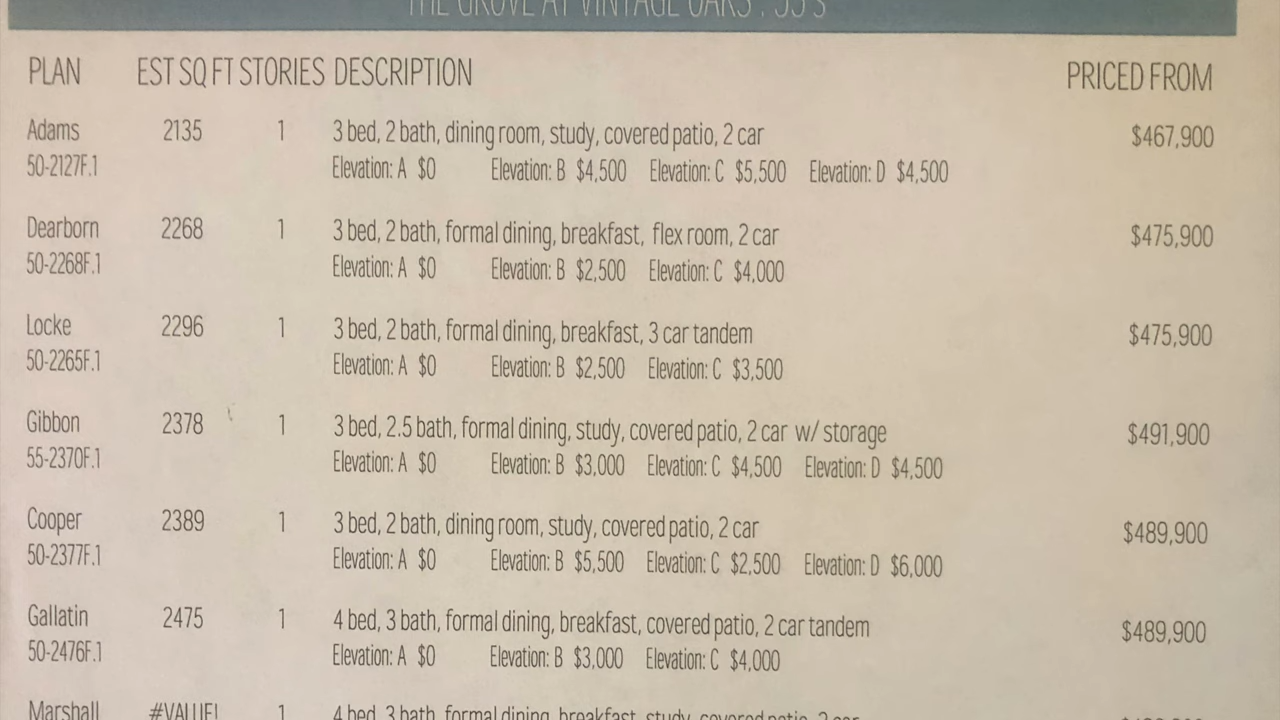 THE GROVE AT VINTAGE OAKS : 55'S
PLAN EST SQ FT STORIES DESCRIPTION PRICED FROM
Adams 2135 1 3 bed, 2 bath, dining room, study, covered patio, 2 car $467,900
50-2127F.1 Elevation: A $0 Elevation: B $4,500 Elevation: C $5,500 Elevation: D $4,500
Dearborn 2268 1 3 bed, 2 bath, formal dining, breakfast, flex room, 2 car $475,900
50-2268F.1 Elevation: A $0 Elevation: B $2,500 Elevation: C $4,000
Locke 2296 1 3 bed, 2 bath, formal dining, breakfast, 3 car tandem $475,900
50-2265F.1 Elevation: A $0 Elevation: B $2,500 Elevation: C $3,500
Gibbon 2378 1 3 bed, 2.5 bath, formal dining, study, covered patio, 2 car w/ storage $491,900
55-2370F.1 Elevation: A $0 Elevation: B $3,000 Elevation: C $4,500 Elevation: D $4,500
Cooper 2389 1 3 bed, 2 bath, dining room, study, covered patio, 2 car $489,900
50-2377F.1 Elevation: A $0 Elevation: B $5,500 Elevation: C $2,500 Elevation: D $6,000
Gallatin 2475 1 4 bed, 3 bath, formal dining, breakfast, covered patio, 2 car tandem $489,900
50-2476F.1 Elevation: A $0 Elevation: B $3,000 Elevation: C $4,000
Marshall #VALUE! 1 4 bed, 3 bath, formal dining, breakfast, study, covered patio, 2 car